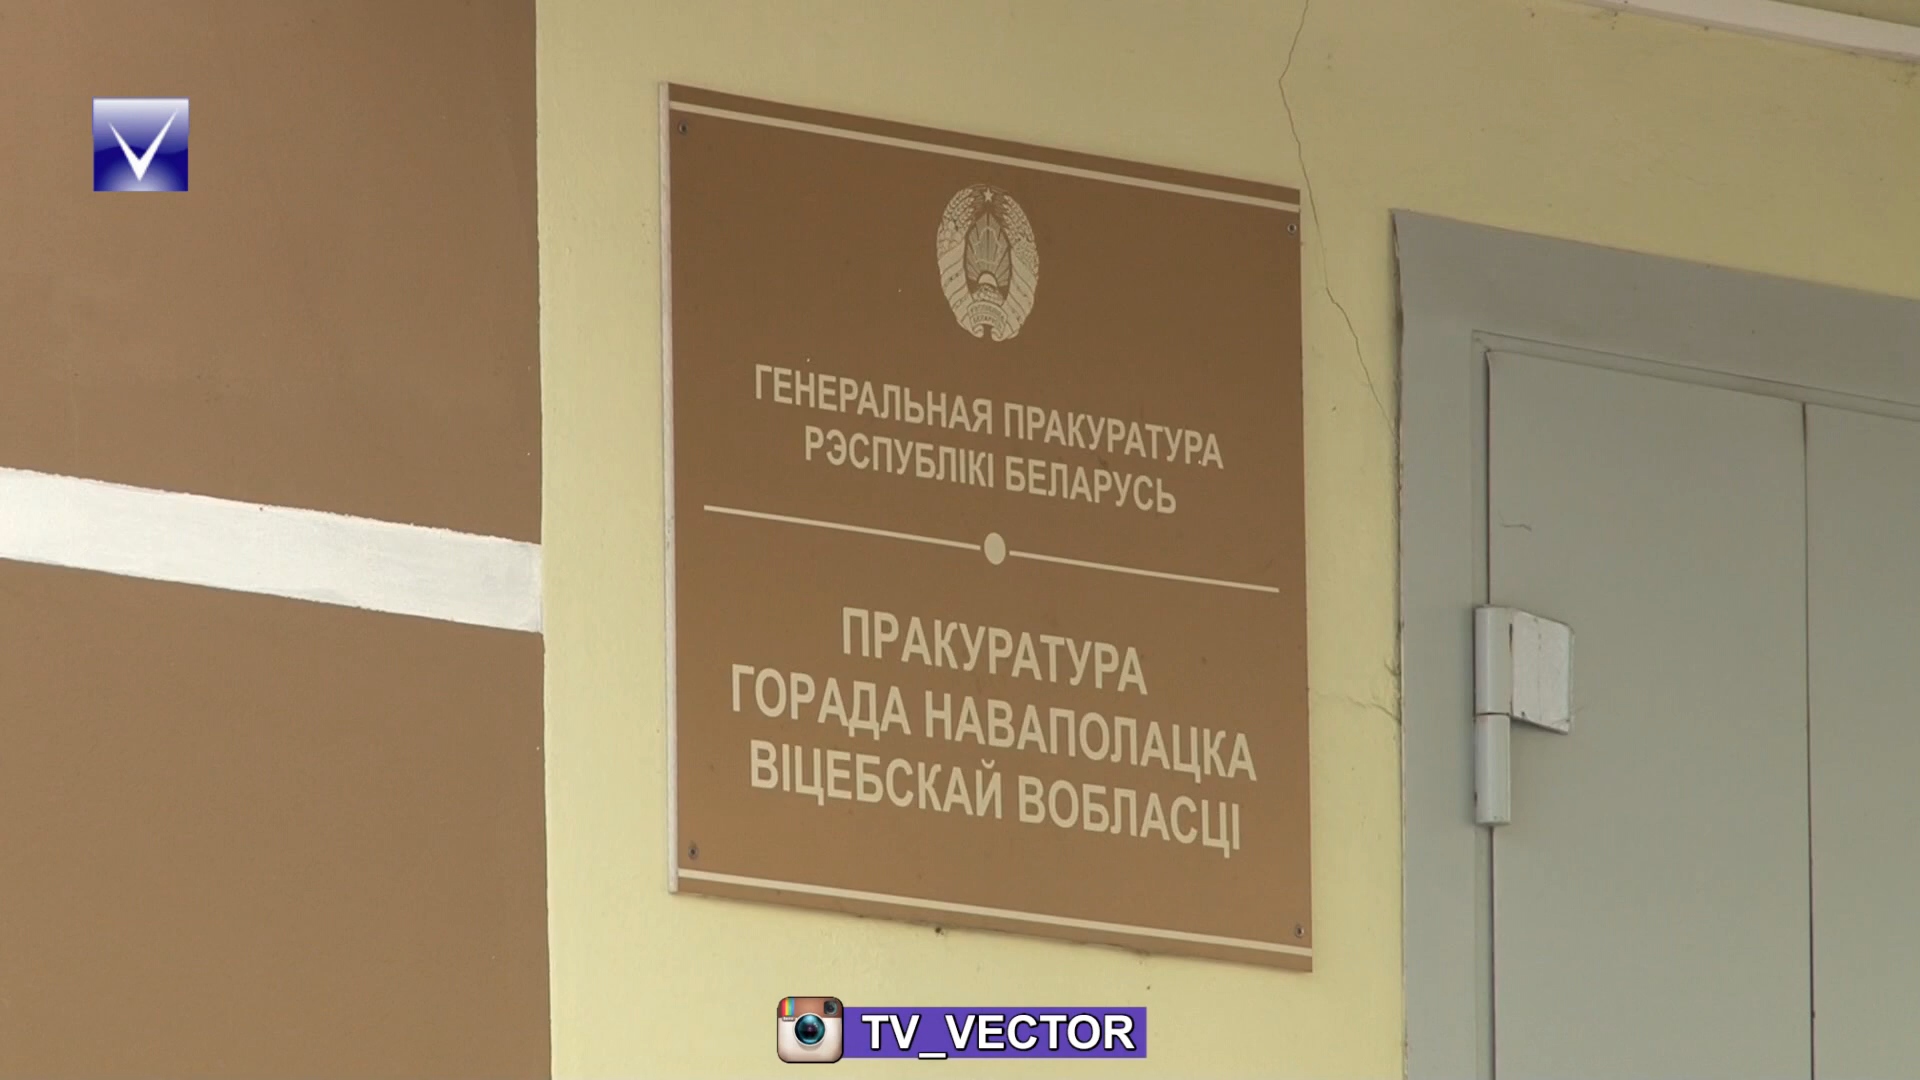 ГЕНЕРАЛЬНАЯ ПРАКУРАТУРА
РЭСПУБЛІКІ БЕЛАРУСЬ
ПРАКУРАТУРА
ГОРАДА НАВАПОЛАЦКА
ВІЦЕБСКАЙ ВОБЛАСЦІ
TV_VECTOR